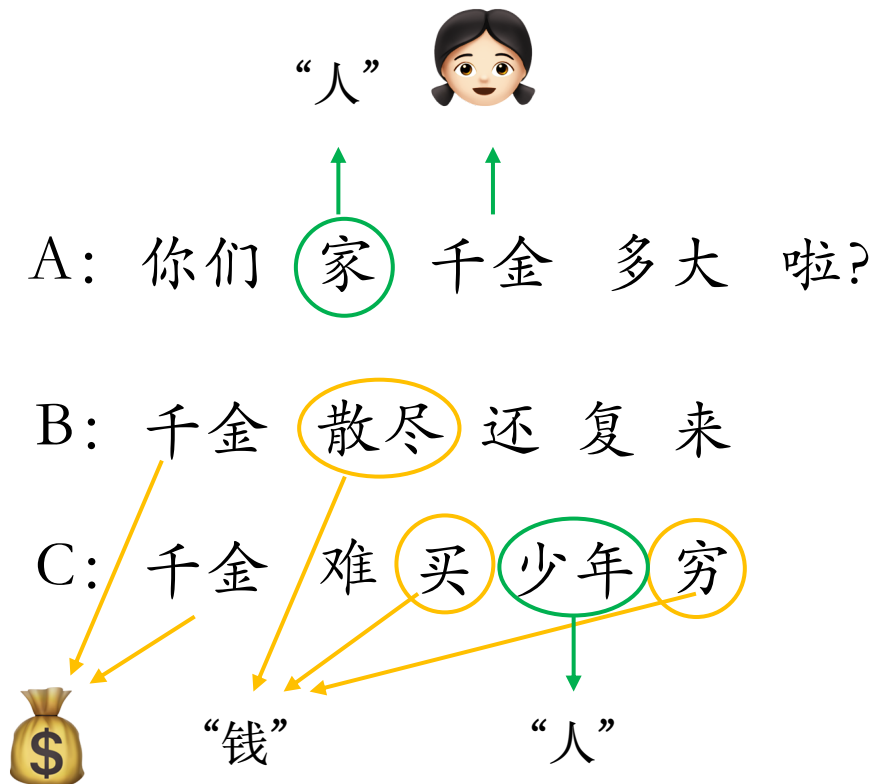 “人”
A: 你们 家 千金 多大 啦?
B: 千金 散尽 还 复 来
C: 千金 难 买 少年 穷
$ “钱” “人”